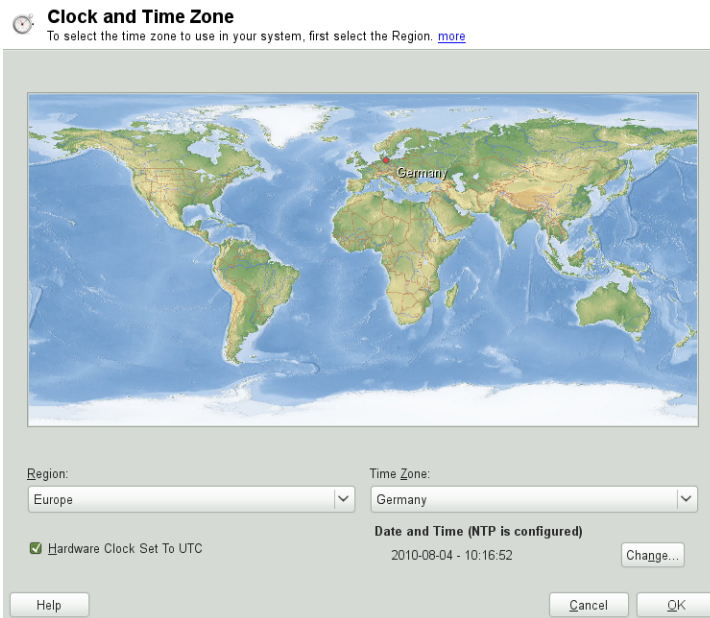 Clock and Time Zone
To select the time zone to use in your system, first select the Region. more
Germany
Region:
Time Zone:
Europe
Germany
Date and Time (NTP is configured)
Hardware Clock Set To UTC
2010-08-04 - 10:16:52
Change...
Help
Cancel
OK